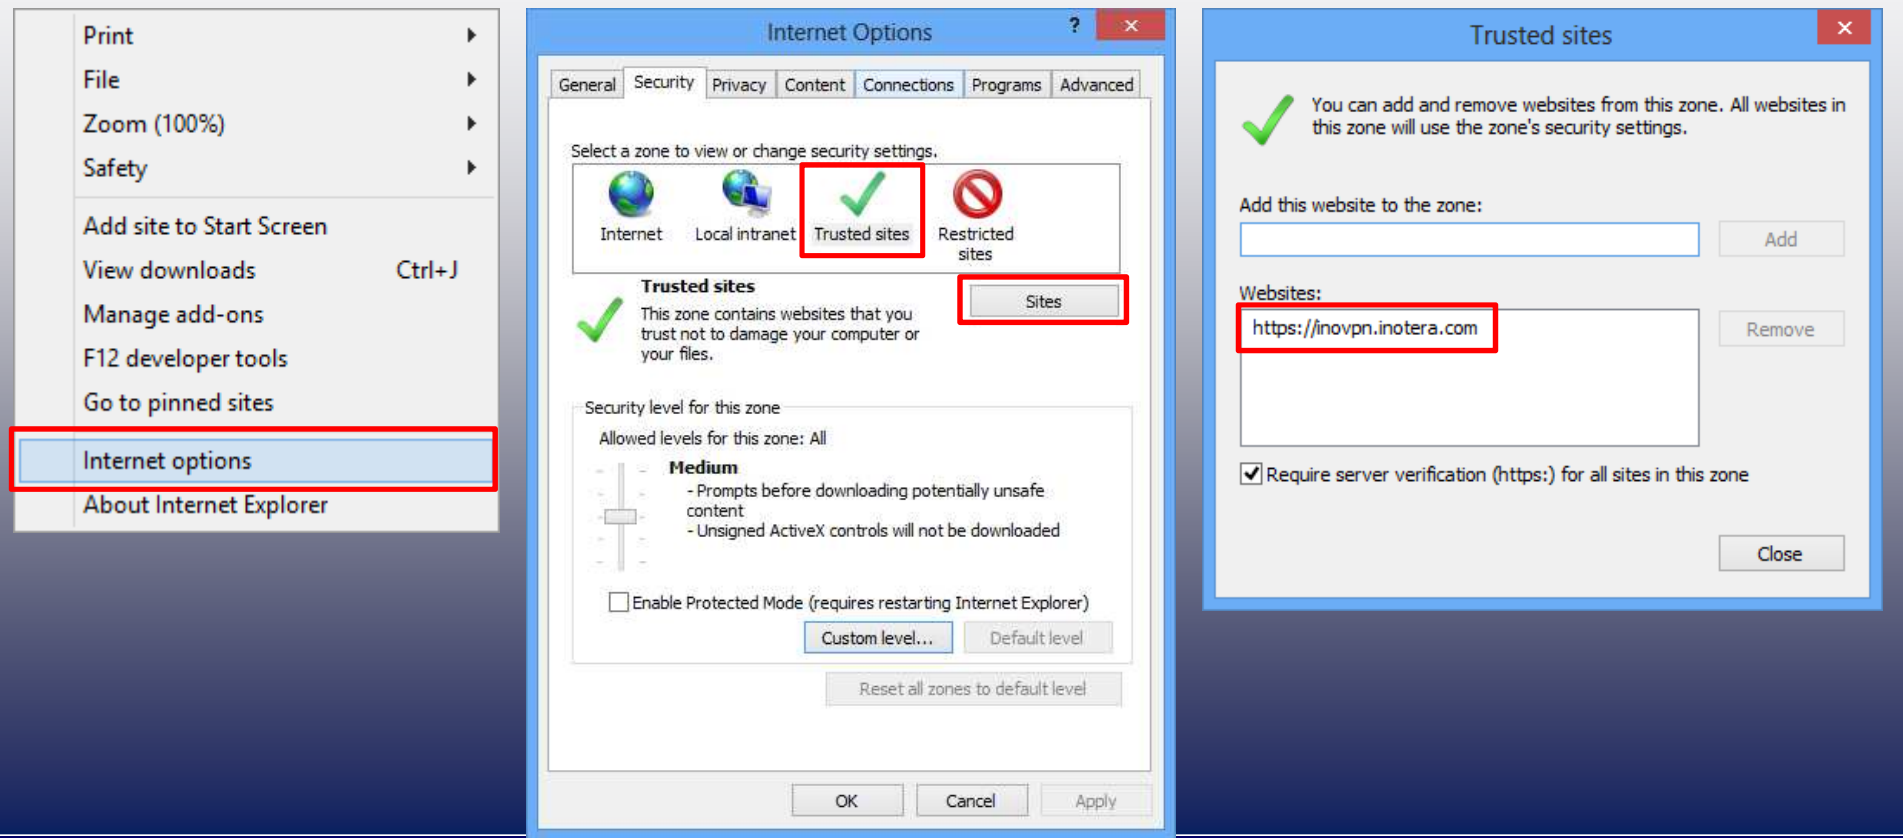 Print
File
Zoom (100%)
Safety
Add site to Start Screen
View downloads Ctrl+J
Manage add-ons
F12 developer tools
Go to pinned sites
Internet options
About Internet Explorer
Internet Options ?
General Security Privacy Content Connections Programs Advanced
Select a zone to view or change security settings.
Internet Local intranet Trusted sites Restricted
sites
Trusted sites
Sites
This zone contains websites that you
trust not to damage your computer or
your files.
Security level for this zone
Allowed levels for this zone: All
Medium
- Prompts before downloading potentially unsafe
content
- Unsigned ActiveX controls will not be downloaded
Enable Protected Mode (requires restarting Internet Explorer)
Custom level... Default level
Reset all zones to default level
OK Cancel Apply
Trusted sites
You can add and remove websites from this zone. All websites in
this zone will use the zone's security settings.
Add this website to the zone:
Add
Websites:
https://inovpn.inotera.com
Remove
Require server verification (https:) for all sites in this zone
Close